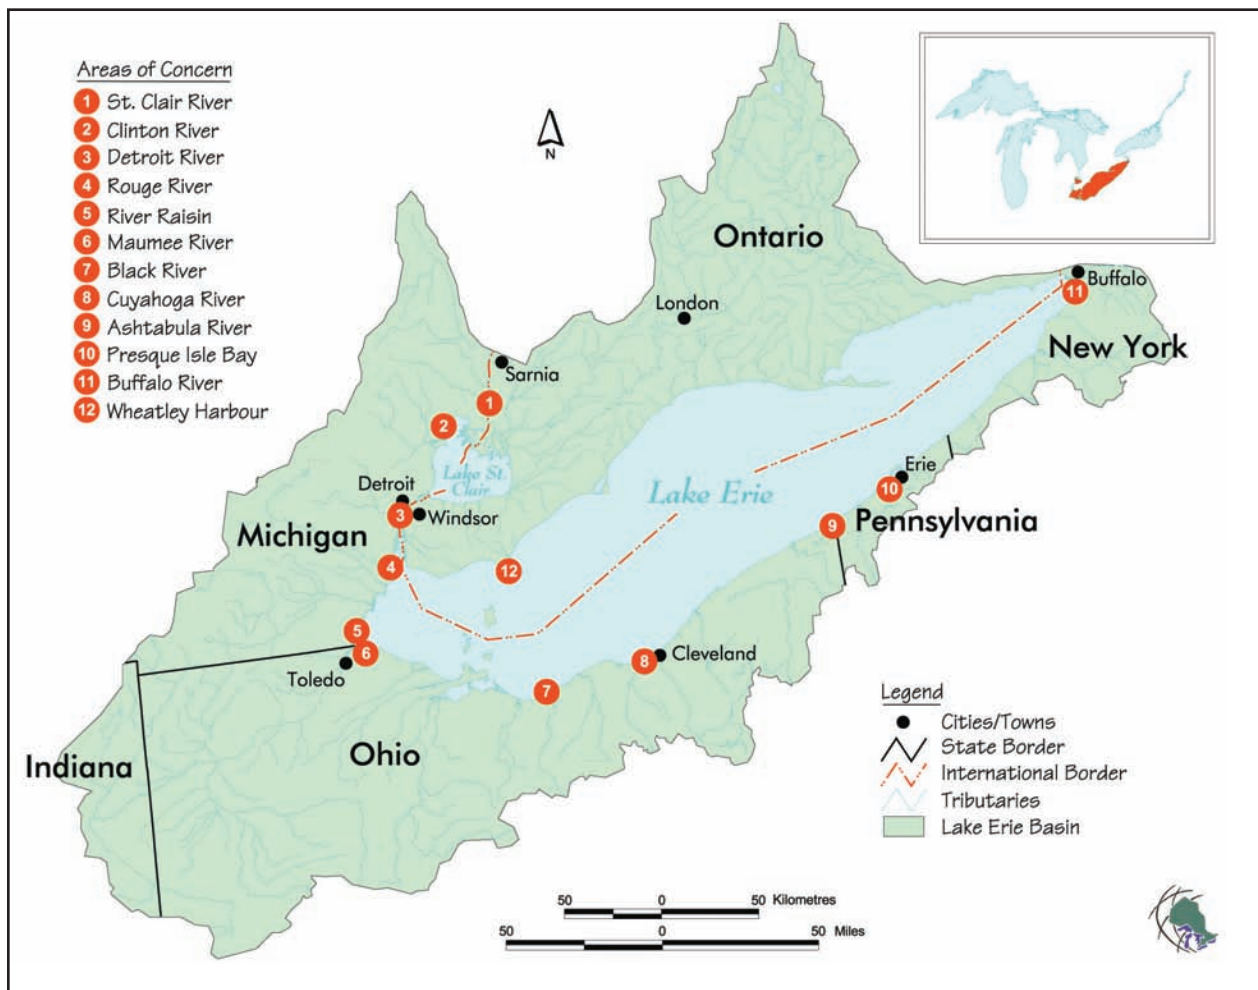 Areas of Concern
1 St. Clair River
2 Clinton River
3 Detroit River
4 Rouge River
5 River Raisin
6 Maumee River
7 Black River
8 Cuyahoga River
9 Ashtabula River
10 Presque Isle Bay
11 Buffalo River
12 Wheatley Harbour
N
Ontario
London
Buffalo
11
New York
Sarnia
1
2
Lake St.
Clair
Detroit
3
Windsor
Michigan
4
12
Lake Erie
Erie
10
9
Pennsylvania
5
6
Toledo
8
Cleveland
7
Indiana
Ohio
Legend
Cities/Towns
State Border
International Border
Tributaries
Lake Erie Basin
50 0 50 Kilometres
50 0 50 Miles